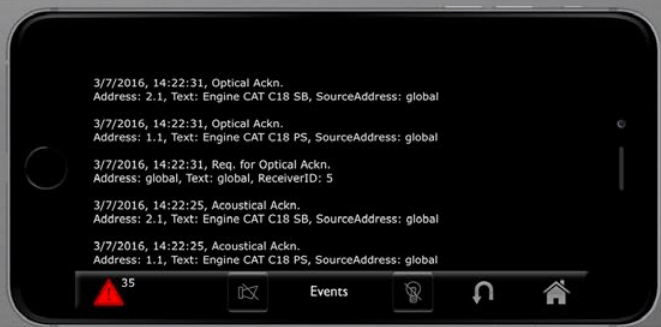 3/7/2016, 14:22:31, Optical Ackn.
Address: 2.1, Text: Engine CAT C18 SB, SourceAddress: global
3/7/2016, 14:22:31, Optical Ackn.
Address: 1.1, Text: Engine CAT C18 PS, SourceAddress: global
3/7/2016, 14:22:31, Req. for Optical Ackn.
Address: global, Text: global, ReceiverID: 5
3/7/2016, 14:22:25, Acoustical Ackn.
Address: 2.1, Text: Engine CAT C18 SB, SourceAddress: global
3/7/2016, 14:22:25, Acoustical Ackn.
Address: 1.1, Text: Engine CAT C18 PS, SourceAddress: global
35
Events